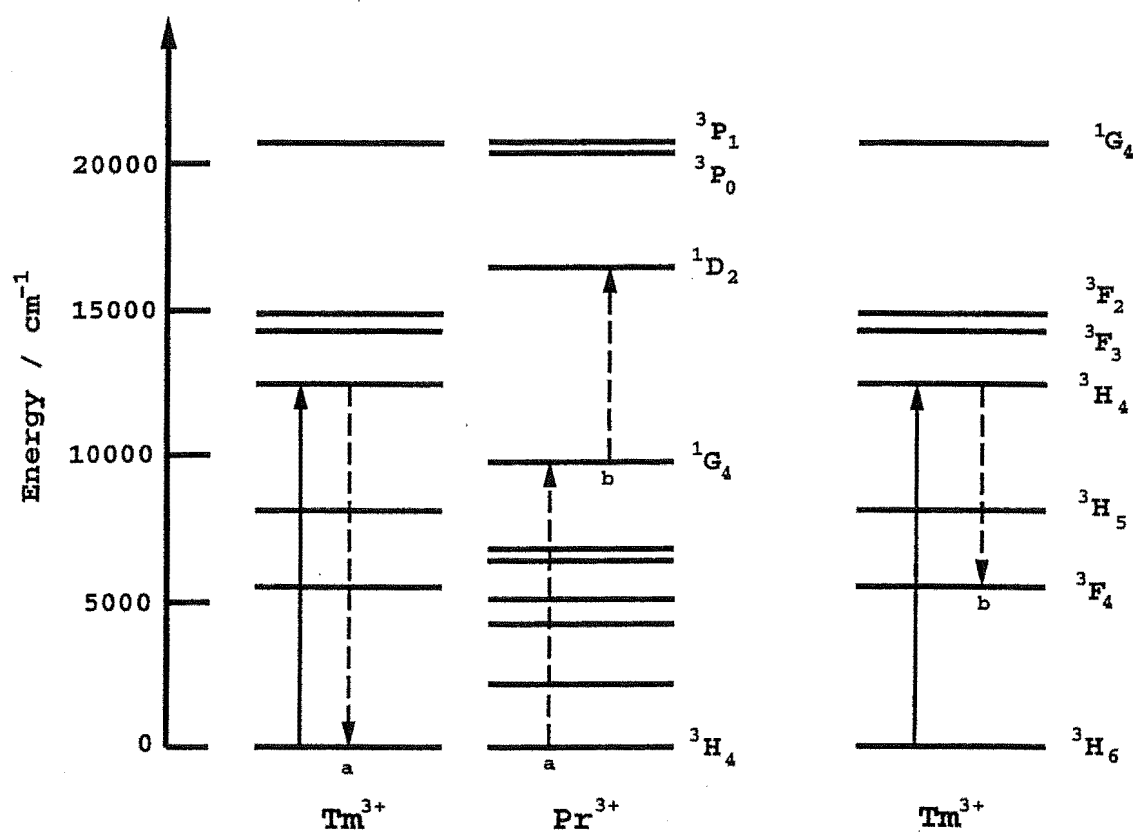 Energy / cm⁻¹
20000
15000
10000
5000
0
³P₁
³P₀
¹D₂
¹G₄
³H₄
¹G₄
³F₂
³F₃
³H₄
³H₅
³F₄
³H₆
b
b
a
a
Tm³⁺
Pr³⁺
Tm³⁺